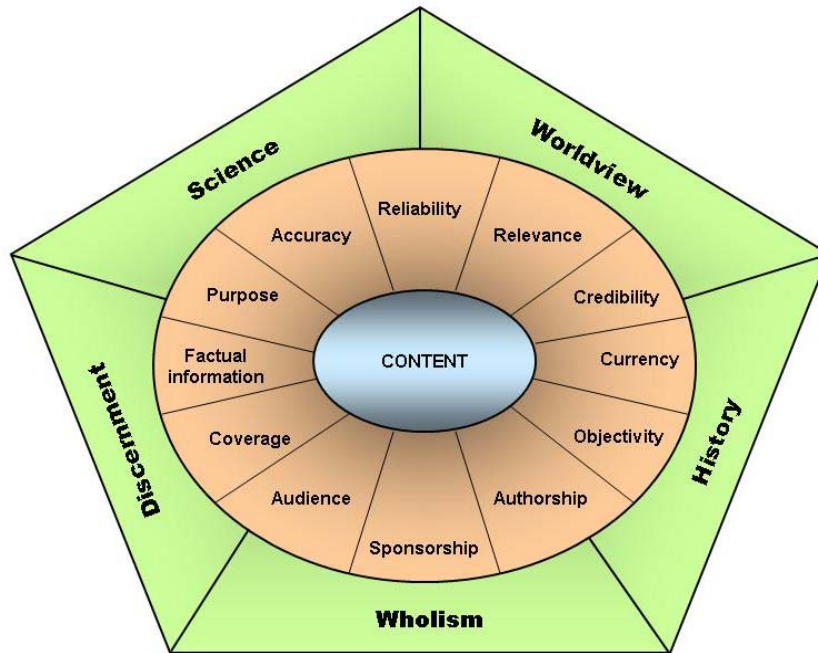 Science
Worldview
Reliability
Accuracy
Relevance
Purpose
Credibility
Factual
information
CONTENT
Currency
Discernment
History
Coverage
Objectivity
Audience
Authorship
Sponsorship
Wholism